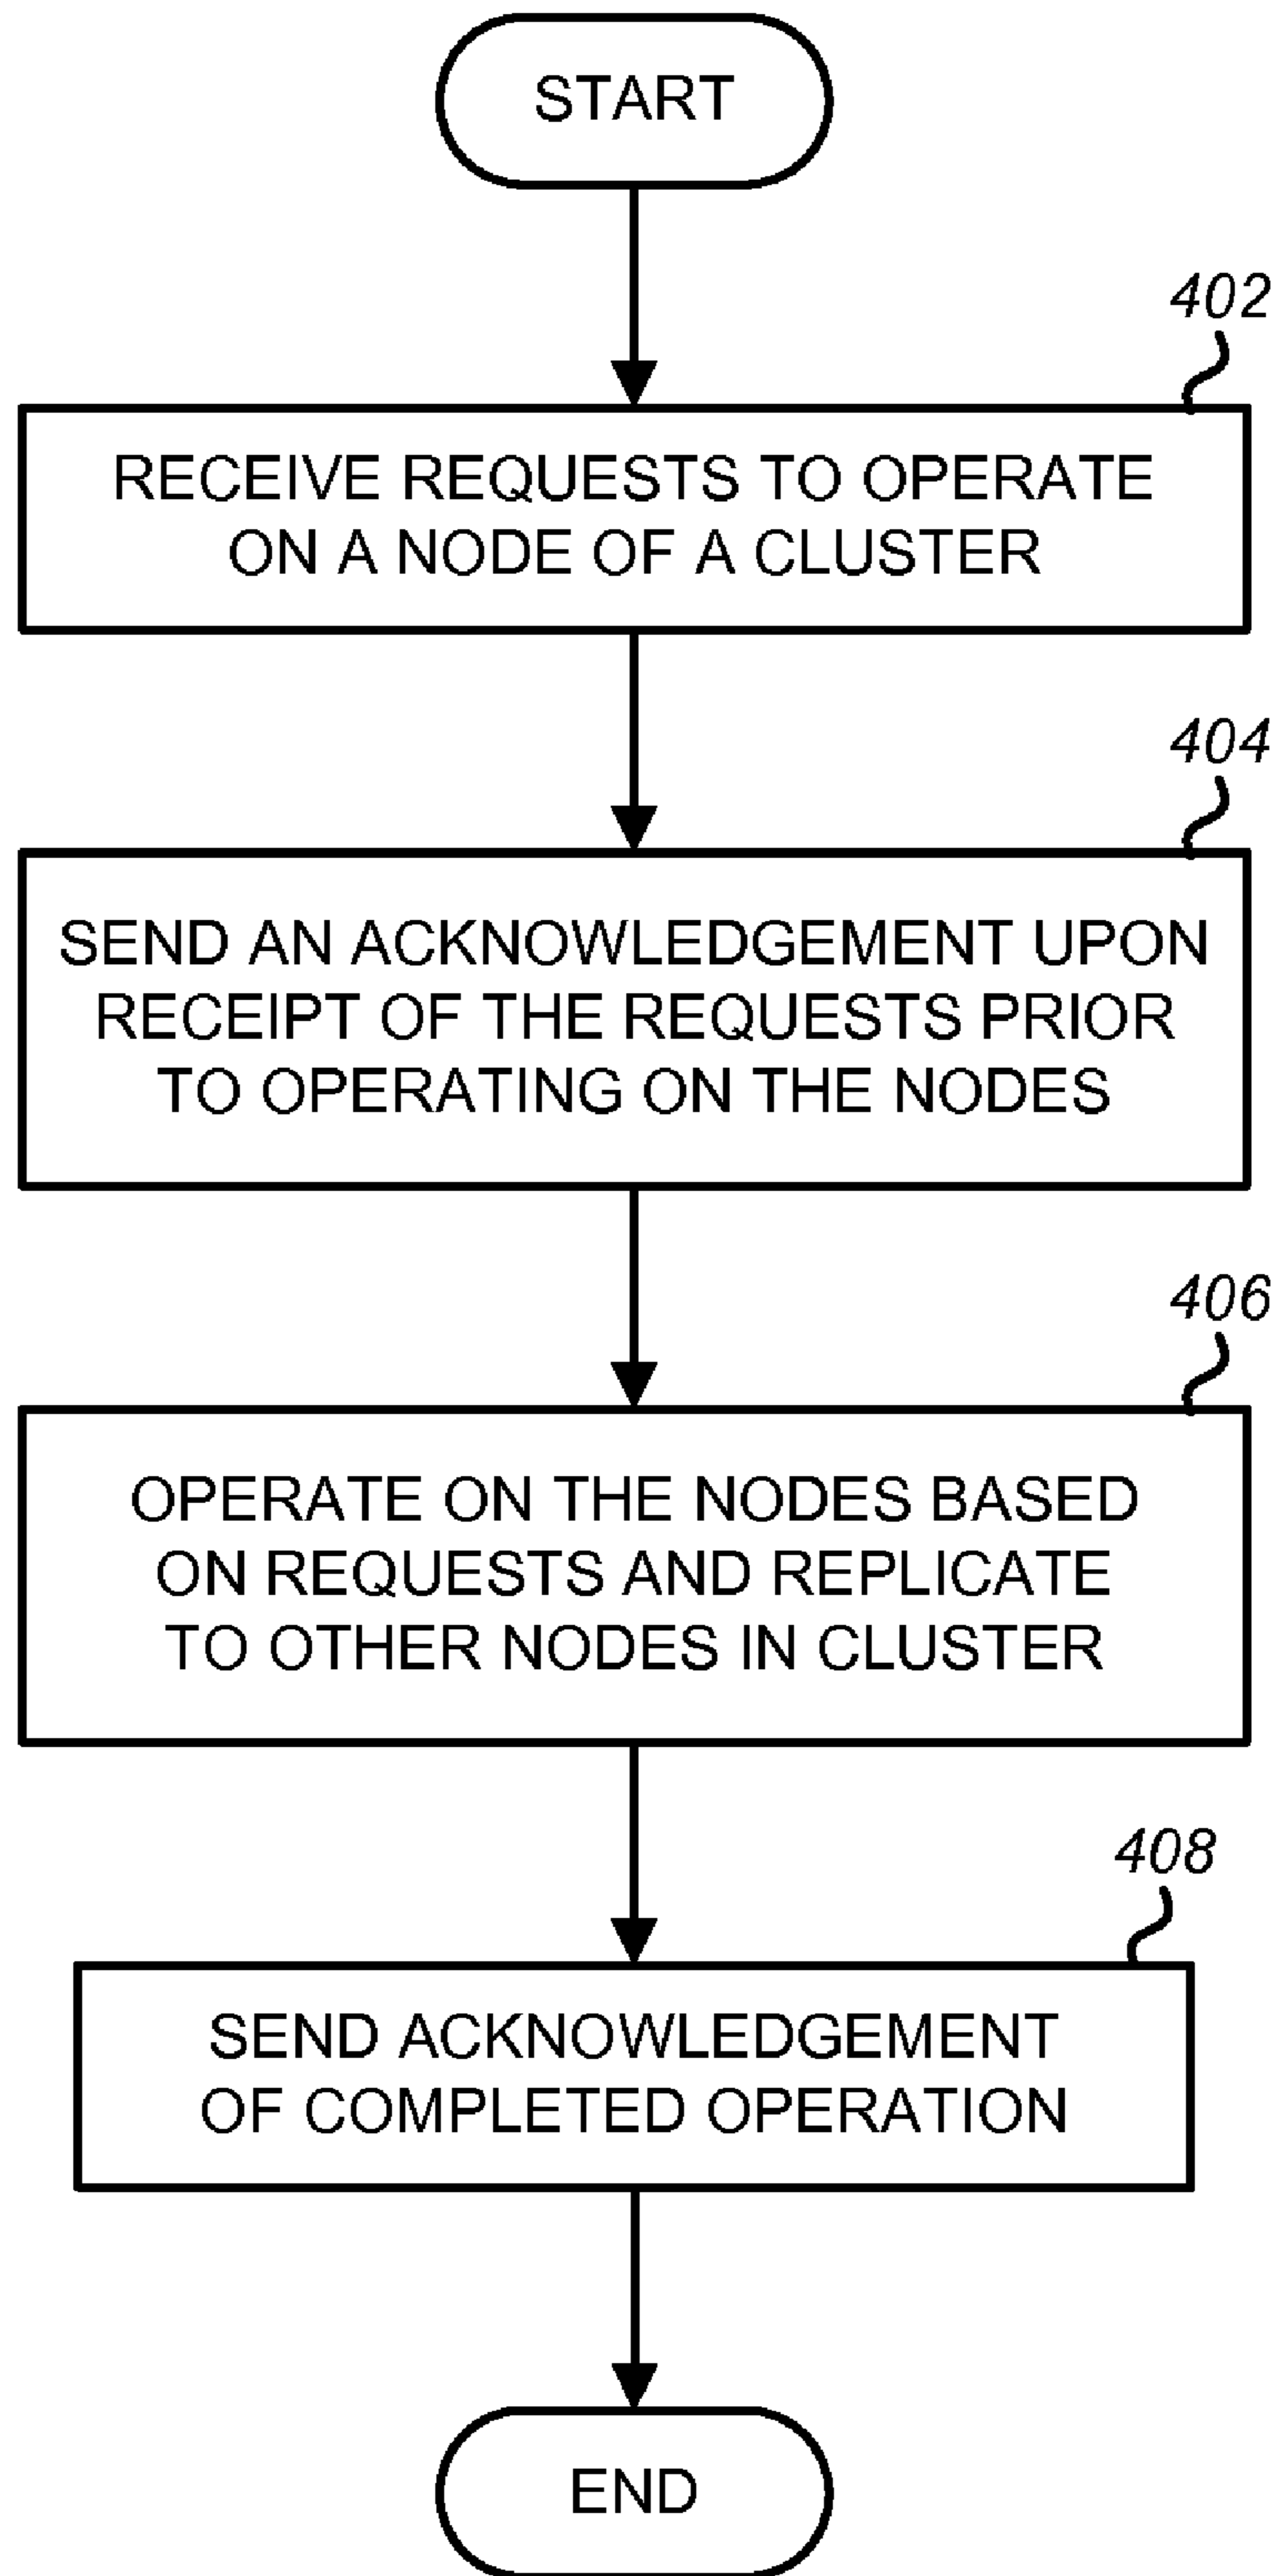 START
402
RECEIVE REQUESTS TO OPERATE
ON A NODE OF A CLUSTER
404
SEND AN ACKNOWLEDGEMENT UPON
RECEIPT OF THE REQUESTS PRIOR
TO OPERATING ON THE NODES
406
OPERATE ON THE NODES BASED
ON REQUESTS AND REPLICATE
TO OTHER NODES IN CLUSTER
408
SEND ACKNOWLEDGEMENT
OF COMPLETED OPERATION
END